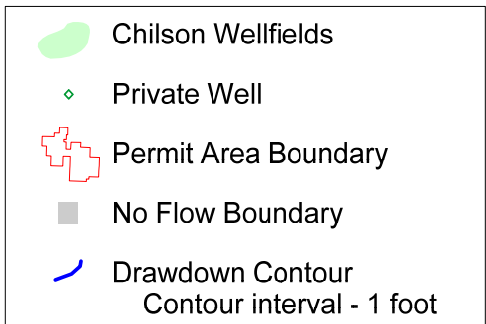 Chilson Wellfields
Private Well
Permit Area Boundary
No Flow Boundary
Drawdown Contour
Contour interval - 1 foot